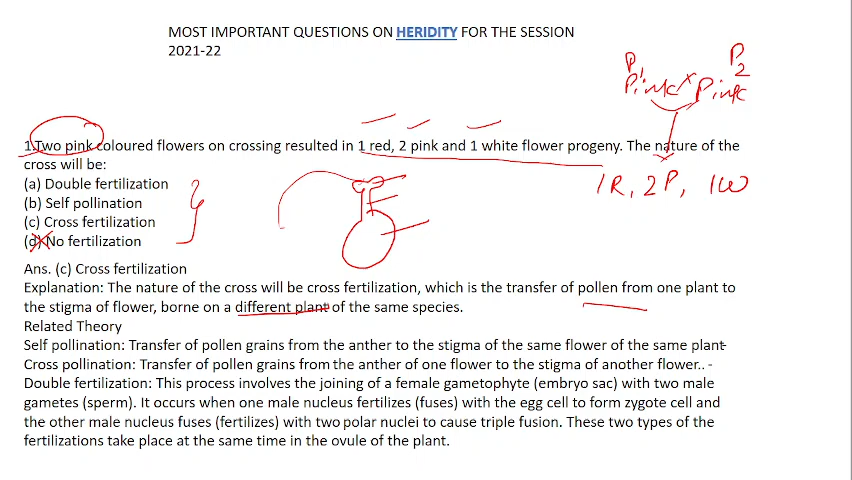 MOST IMPORTANT QUESTIONS ON HERIDITY FOR THE SESSION
2021-22
P1 P2
Pink x Pink
1 Two pink coloured flowers on crossing resulted in 1 red, 2 pink and 1 white flower progeny. The nature of the
cross will be:
1R, 2P, 1W
(a) Double fertilization
(b) Self pollination
(c) Cross fertilization
(d) No fertilization
Ans. (c) Cross fertilization
Explanation: The nature of the cross will be cross fertilization, which is the transfer of pollen from one plant to
the stigma of flower, borne on a different plant of the same species.
Related Theory
Self pollination: Transfer of pollen grains from the anther to the stigma of the same flower of the same plant
Cross pollination: Transfer of pollen grains from the anther of one flower to the stigma of another flower..
Double fertilization: This process involves the joining of a female gametophyte (embryo sac) with two male
gametes (sperm). It occurs when one male nucleus fertilizes (fuses) with the egg cell to form zygote cell and
the other male nucleus fuses (fertilizes) with two polar nuclei to cause triple fusion. These two types of the
fertilizations take place at the same time in the ovule of the plant.